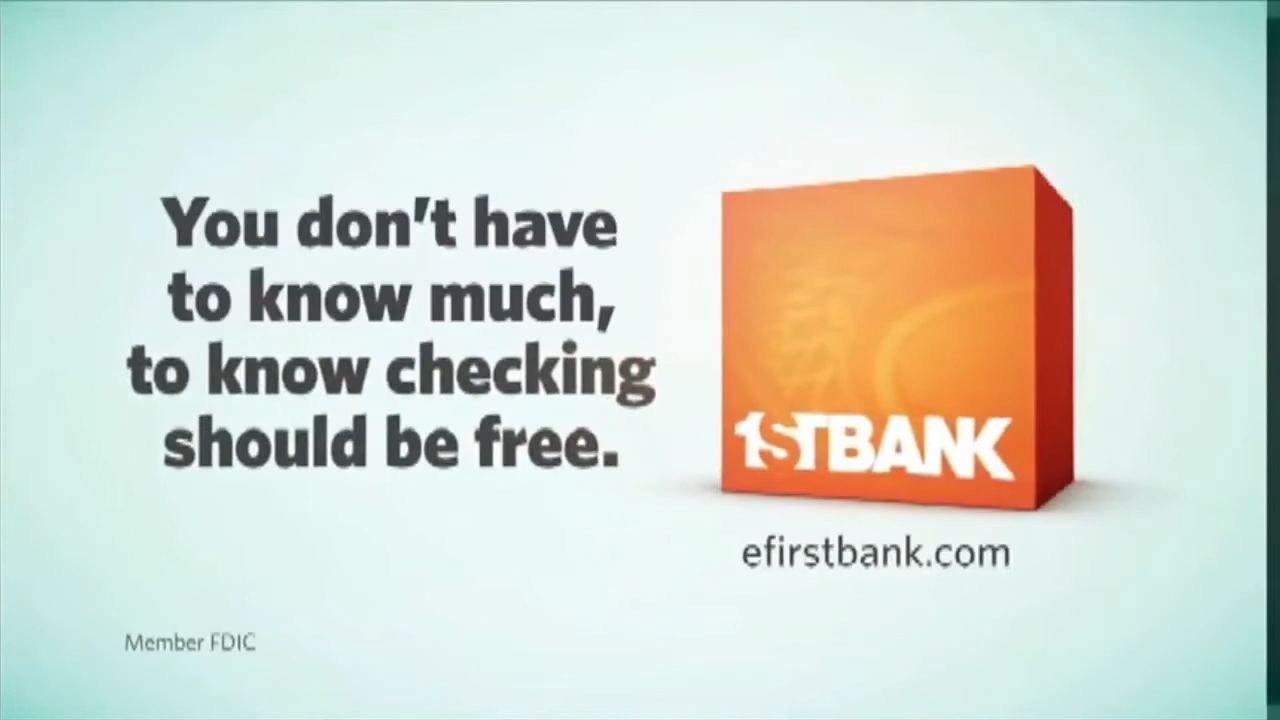 You don't have
to know much,
to know checking
should be free.
1STBANK
efirstbank.com
Member FDIC